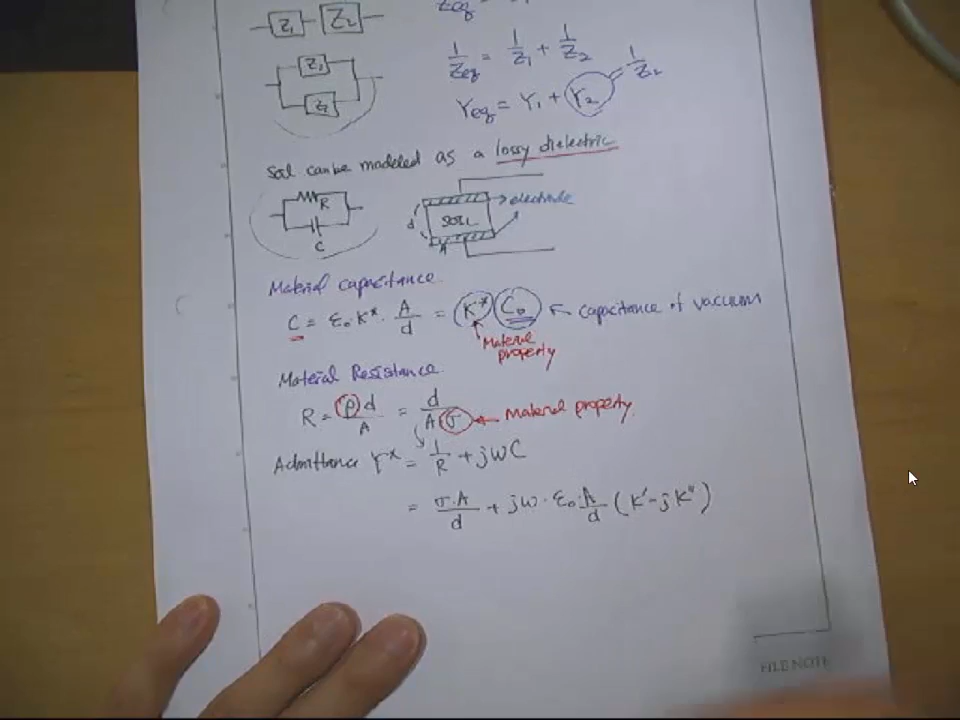 Z1 Z2
Zeq =
1/Zeq = 1/Z1 + 1/Z2
Z1
Z2
Yeq = Y1 + Y2 = 1/Z2
Soil can be modeled as a lossy dielectric
R
C
d
SOIL
A
electrode
Material capacitance
C = ε0 K* · A/d = K* C0 ← capacitance of vacuum
Material property
Material Resistance
R = ρd/A = d/Aσ ← Material property
Admittance Y* = 1/R + jωC
= σ·A/d + jω · ε0 · A/d (K' - jK")
FILE NOTE